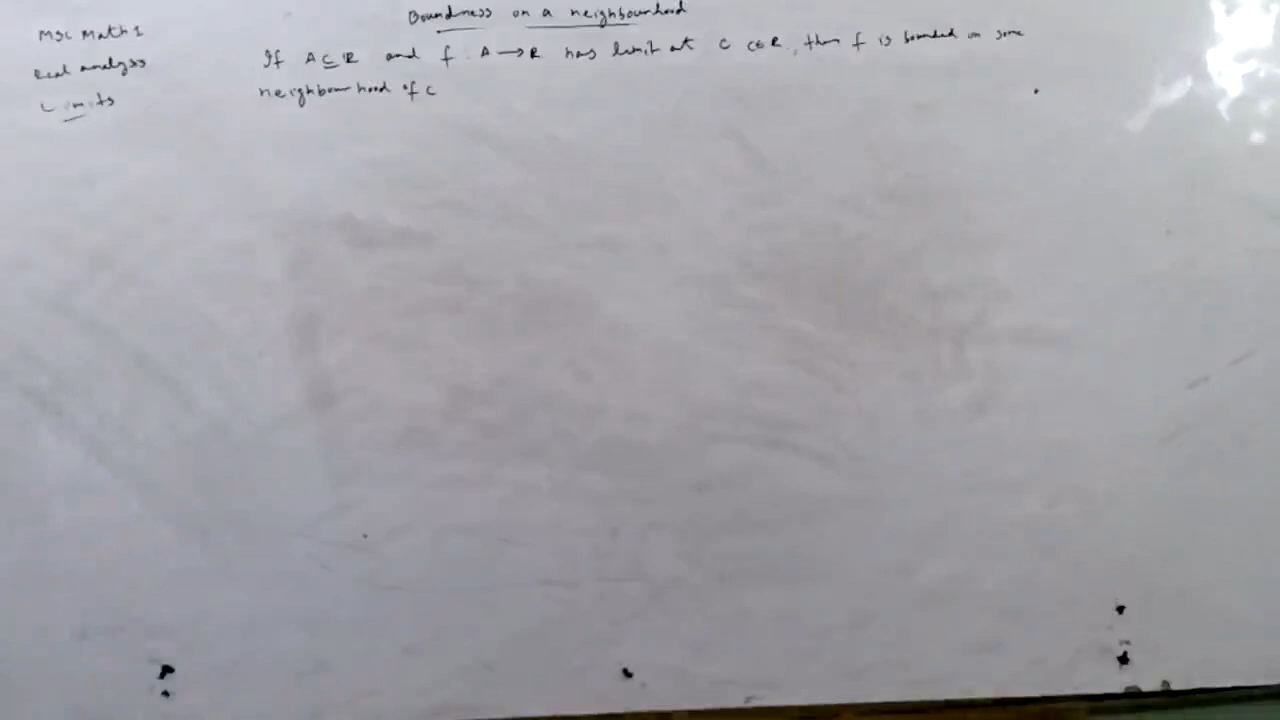 Boundness on a neighbourhood
MSc Math 1
Real analysis
Limits
If A ⊆ R and f : A → R has limit at c c∈R, then f is bounded on some
neighbourhood of c